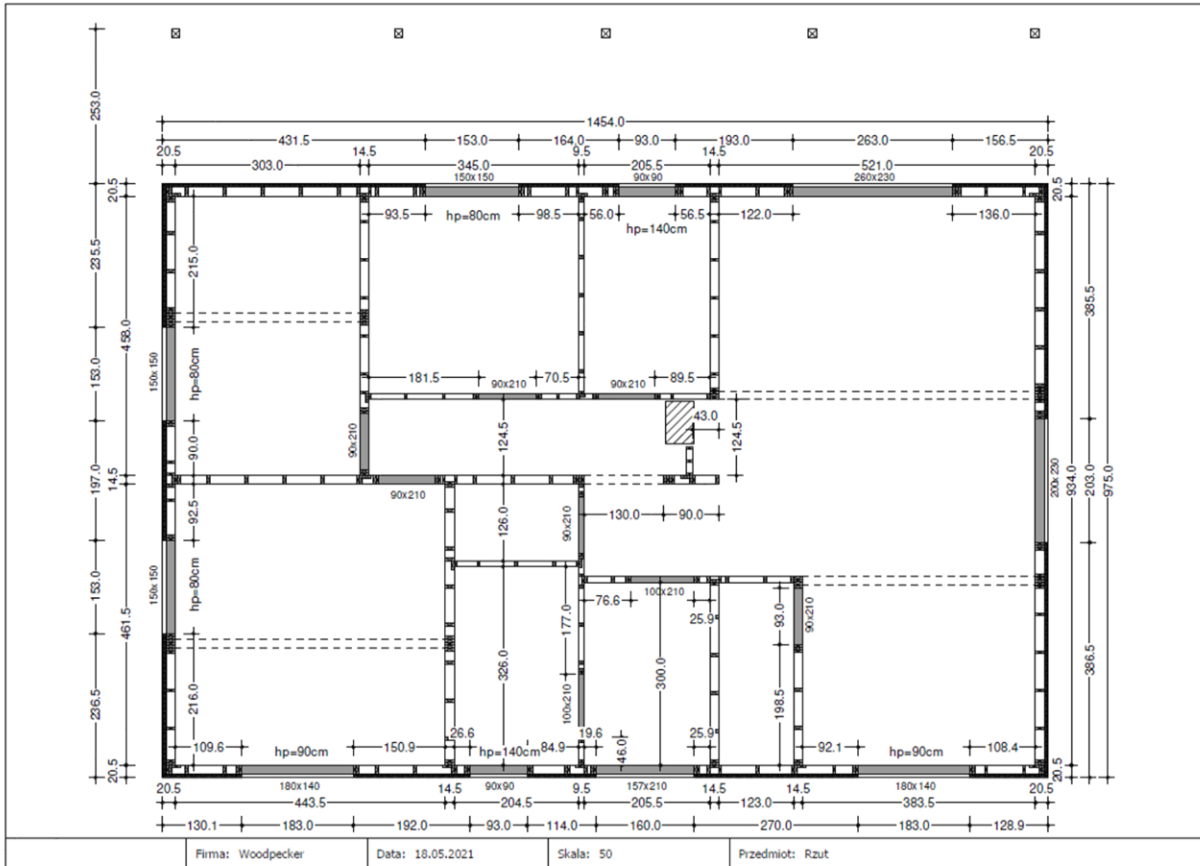 253.0
1454.0
431.5 153.0 164.0 93.0 193.0 263.0 156.5
20.5 14.5 9.5 14.5 20.5
303.0 345.0 205.5 521.0
150x150 90x90 260x230
20.5 20.5
93.5 hp=80cm 98.5 56.0 56.5 122.0 136.0
hp=140cm
235.5 215.0
385.5
458.0
153.0 150x150 hp=80cm
181.5 90x210 70.5 90x210 89.5
43.0
90x210 124.5 124.5
90.0
197.0 14.5
90x210
200x230 203.0 934.0 975.0
92.5 126.0 90x210 130.0 90.0
153.0 150x150 hp=80cm
461.5
100x210
76.6 25.9
177.0 93.0 90x210
326.0 300.0
386.5
236.5 216.0
100x210 198.5
26.6 19.6 25.9
109.6 hp=90cm 150.9 hp=140cm 84.9 46.0 92.1 hp=90cm 108.4
20.5 20.5
20.5 180x140 14.5 90x90 9.5 157x210 14.5 14.5 180x140 20.5
443.5 204.5 205.5 123.0 383.5
130.1 183.0 192.0 93.0 114.0 160.0 270.0 183.0 128.9
Firma: Woodpecker Data: 18.05.2021 Skala: 50 Przedmiot: Rzut